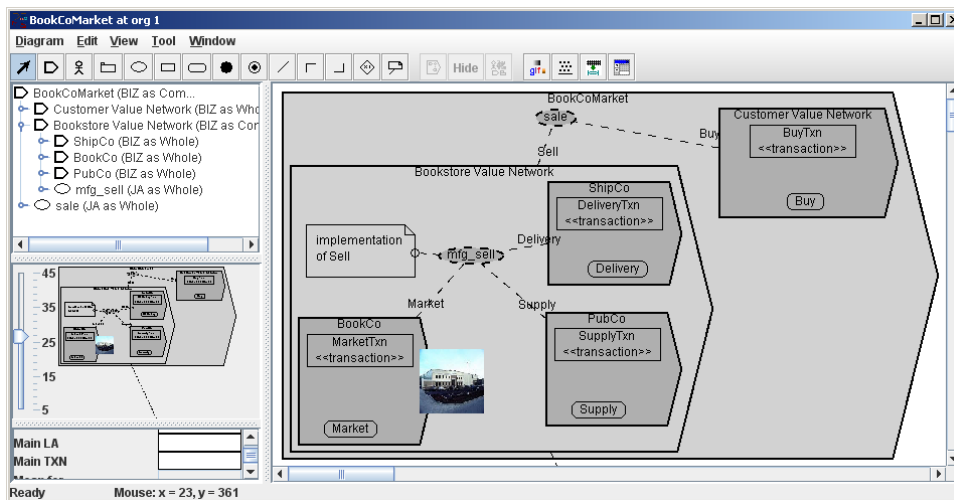 BookCoMarket at org 1
Diagram Edit View Tool Window
Hide
gif
BookCoMarket (BIZ as Com...
Customer Value Network (BIZ as Who
Bookstore Value Network (BIZ as Con
ShipCo (BIZ as Whole)
BookCo (BIZ as Whole)
PubCo (BIZ as Whole)
mfg_sell (JA as Whole)
sale (JA as Whole)
45
35
25
15
5
Main LA
Main TXN
BookCoMarket
sale
Sell
Buy
Customer Value Network
BuyTxn
<<transaction>>
Buy
Bookstore Value Network
implementation
of Sell
mfg_sell
Delivery
Market
Supply
ShipCo
DeliveryTxn
<<transaction>>
Delivery
BookCo
MarketTxn
<<transaction>>
Market
PubCo
SupplyTxn
<<transaction>>
Supply
Ready Mouse: x = 23, y = 361